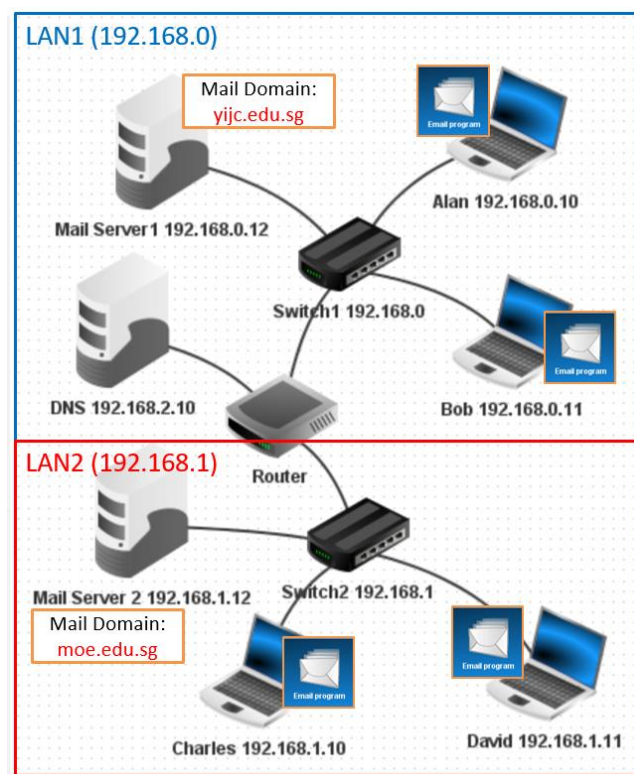 LAN1 (192.168.0)
Mail Domain:
yijc.edu.sg
Email program
Alan 192.168.0.10
Mail Server1 192.168.0.12
Switch1 192.168.0
Email program
DNS 192.168.2.10
Bob 192.168.0.11
Router
LAN2 (192.168.1)
Mail Server 2 192.168.1.12
Switch2 192.168.1
Mail Domain:
moe.edu.sg
Email program
Email program
Charles 192.168.1.10
David 192.168.1.11